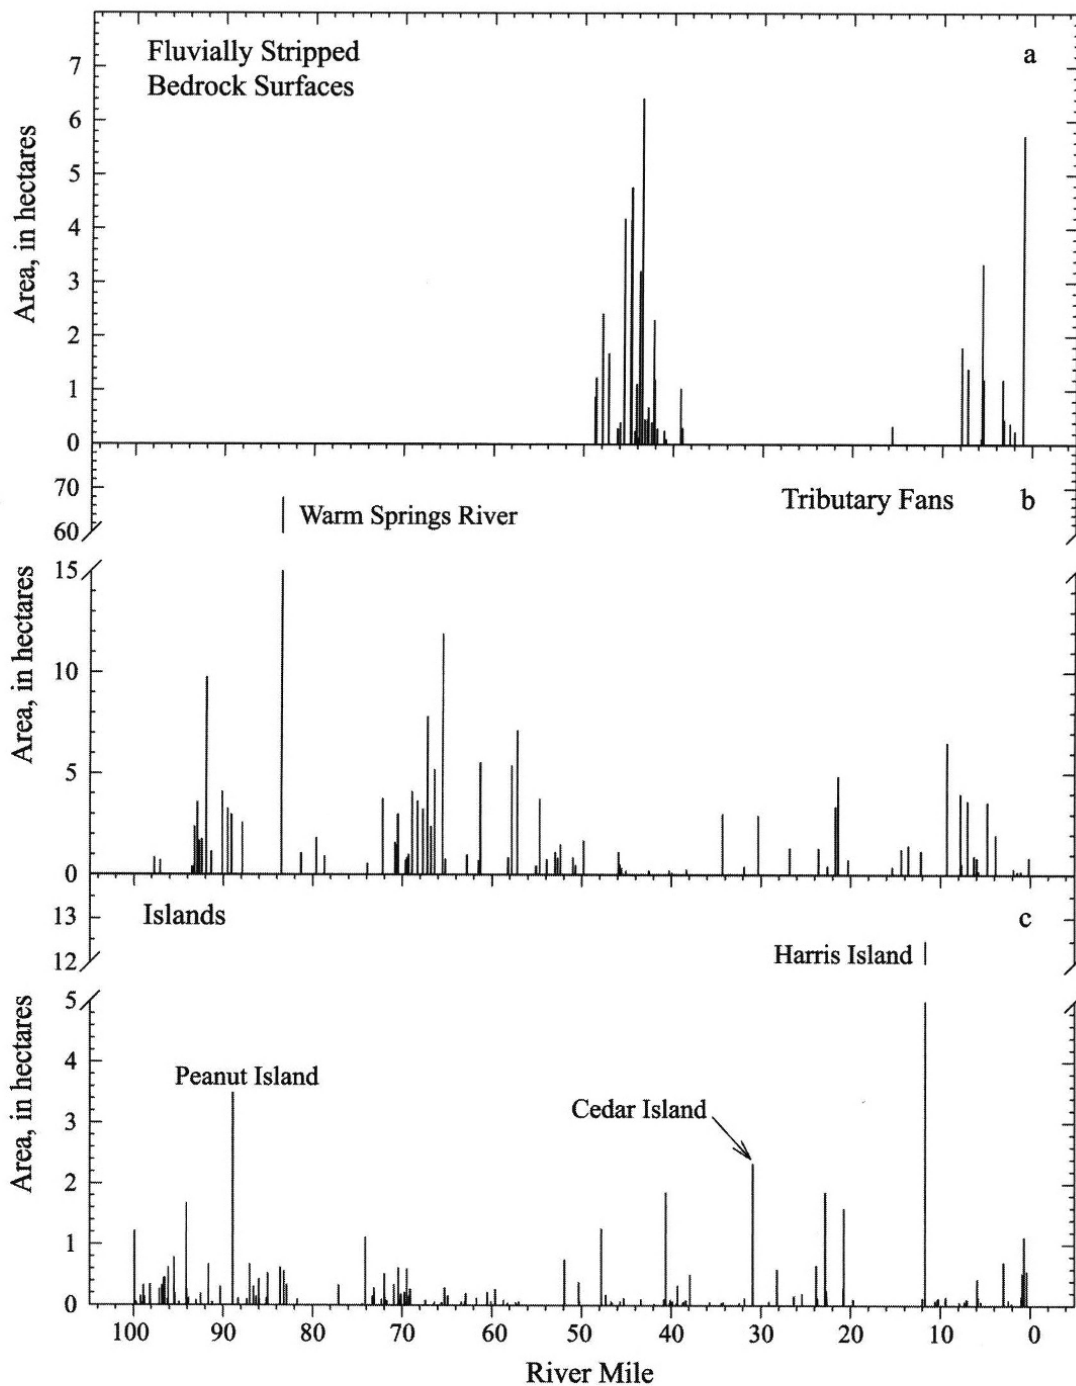 Fluvially Stripped
Bedrock Surfaces
a
7
6
5
4
3
2
1
0
Area, in hectares
70
60
Warm Springs River
Tributary Fans
b
15
10
5
0
Area, in hectares
13
12
Islands
c
Harris Island
5
4
3
2
1
0
Area, in hectares
Peanut Island
Cedar Island
100 90 80 70 60 50 40 30 20 10 0
River Mile